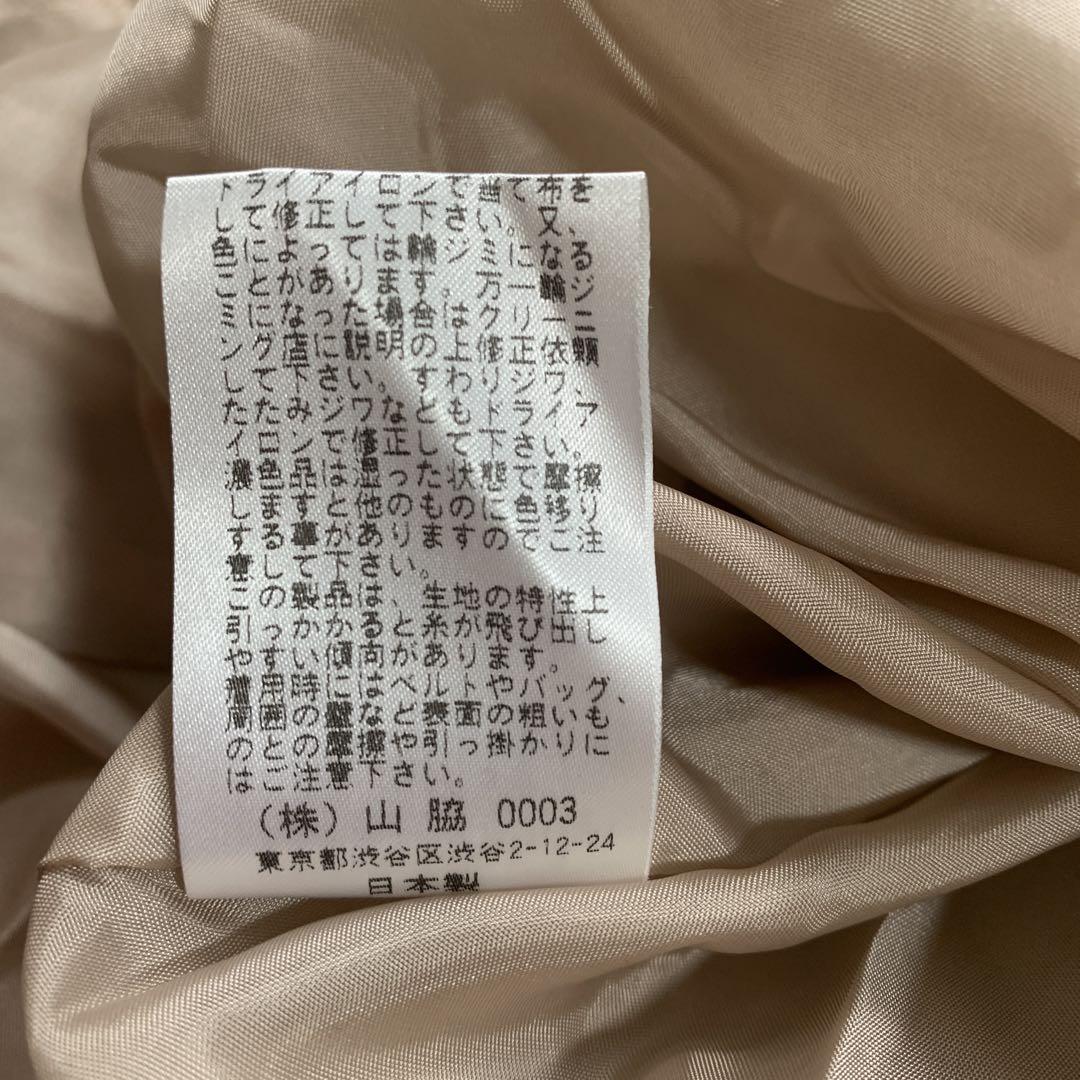 ドライアイロンで当て布を
して修正して下さい。又、
色によっては輪ジミになる
ことがあります。万一輪ジ
ミになった場合はクリーニ
ング店に説明の上修正依頼
して下さい。すわりジワ、
たたみジワなどもドライア
イロンで修正して下さい。
濃色品は湿った状態で摩擦
しますと他のものに色移り
する事がありますのでご注
意して下さい。
この製品は、生地の特性上
引っかかると糸が飛び出し
やすい傾向があります。
着用時はベルトやバッグ、
周囲の壁など表面の粗いも
のとの摩擦や引っ掛かりに
はご注意下さい。
（株）山 脇 0003
東京都渋谷区渋谷2-12-24
日本製